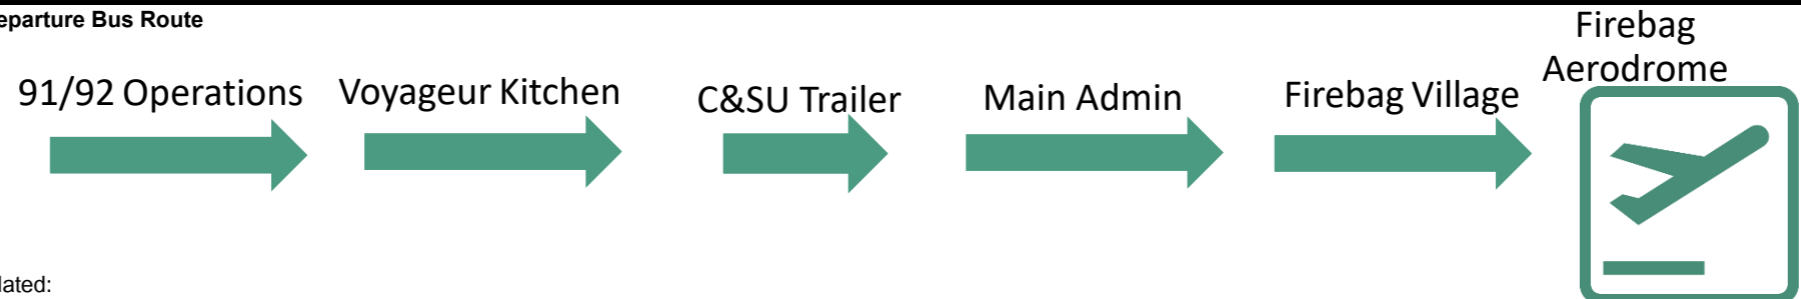 eparture Bus Route
91/92 Operations
Voyageur Kitchen
C&SU Trailer
Main Admin
Firebag Village
Firebag
Aerodrome
lated: